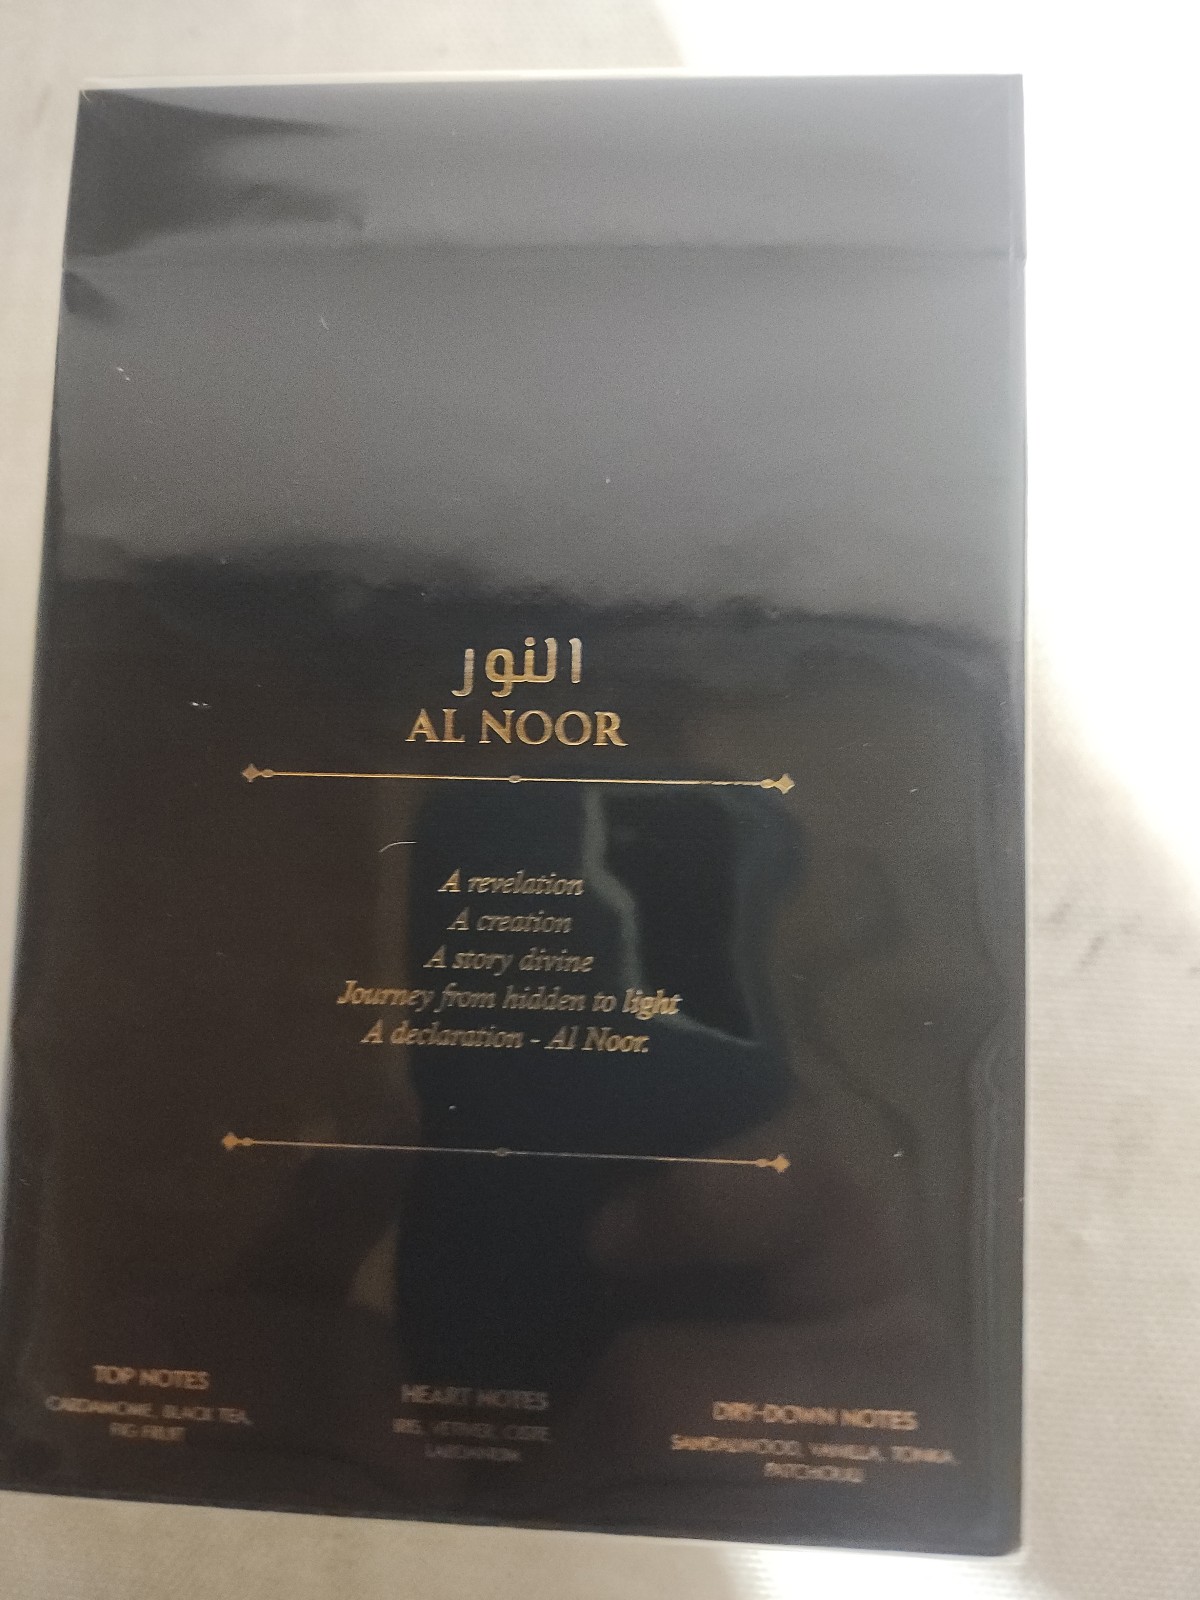 النور
AL NOOR
A revelation
A creation
A story divine
Journey from hidden to light
A declaration - Al Noor.
TOP NOTES
CARDAMOME, BLACK TEA,
FIG FRUIT
HEART NOTES
IRIS, VETIVER, CISTE
LABDANUM
DRY-DOWN NOTES
SANDALWOOD, VANILLA, TONKA
PATCHOULI